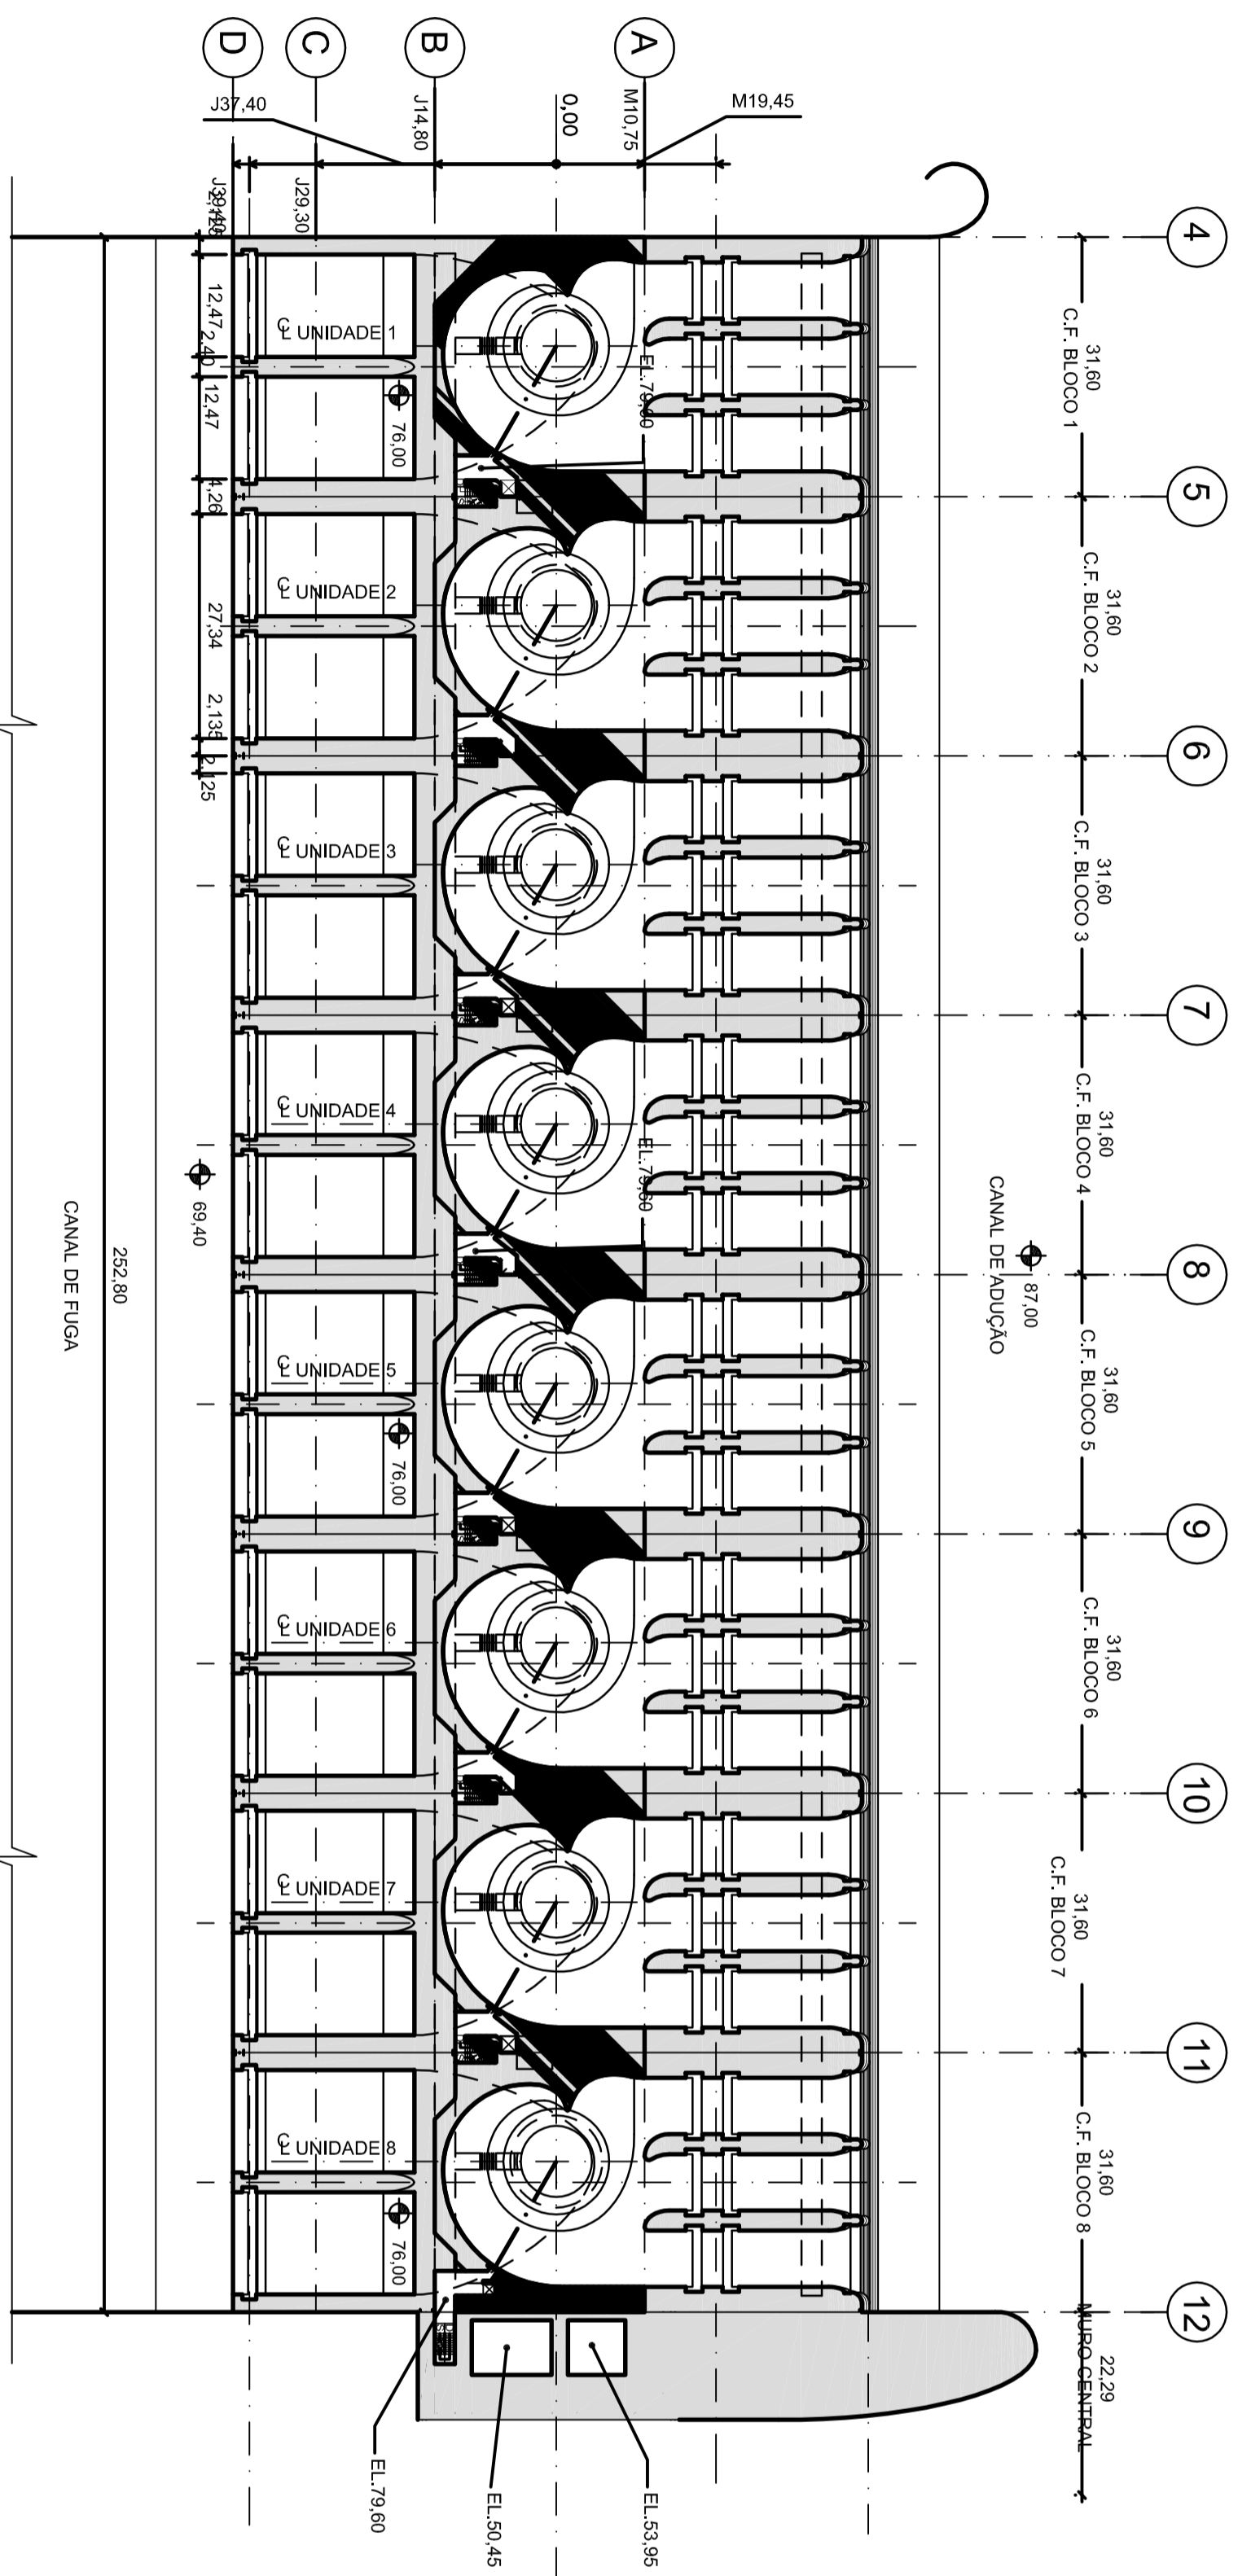 4
5
6
7
8
9
10
11
12
31,60
C.F. BLOCO 1
31,60
C.F. BLOCO 2
31,60
C.F. BLOCO 3
31,60
C.F. BLOCO 4
31,60
C.F. BLOCO 5
31,60
C.F. BLOCO 6
31,60
C.F. BLOCO 7
31,60
C.F. BLOCO 8
22,29
MURO CENTRAL
87,00
CANAL DE ADUÇÃO
A
B
C
D
M19,45
M10,75
0,00
J14,80
J37,40
J29,30
EL.79,60
EL.79,60
UNIDADE 1
UNIDADE 2
UNIDADE 3
UNIDADE 4
UNIDADE 5
UNIDADE 6
UNIDADE 7
UNIDADE 8
76,00
76,00
76,00
12,47
2,40
12,47
4,26
27,34
2,135
2,125
69,40
EL.53,95
EL.50,45
EL.79,60
252,80
CANAL DE FUGA